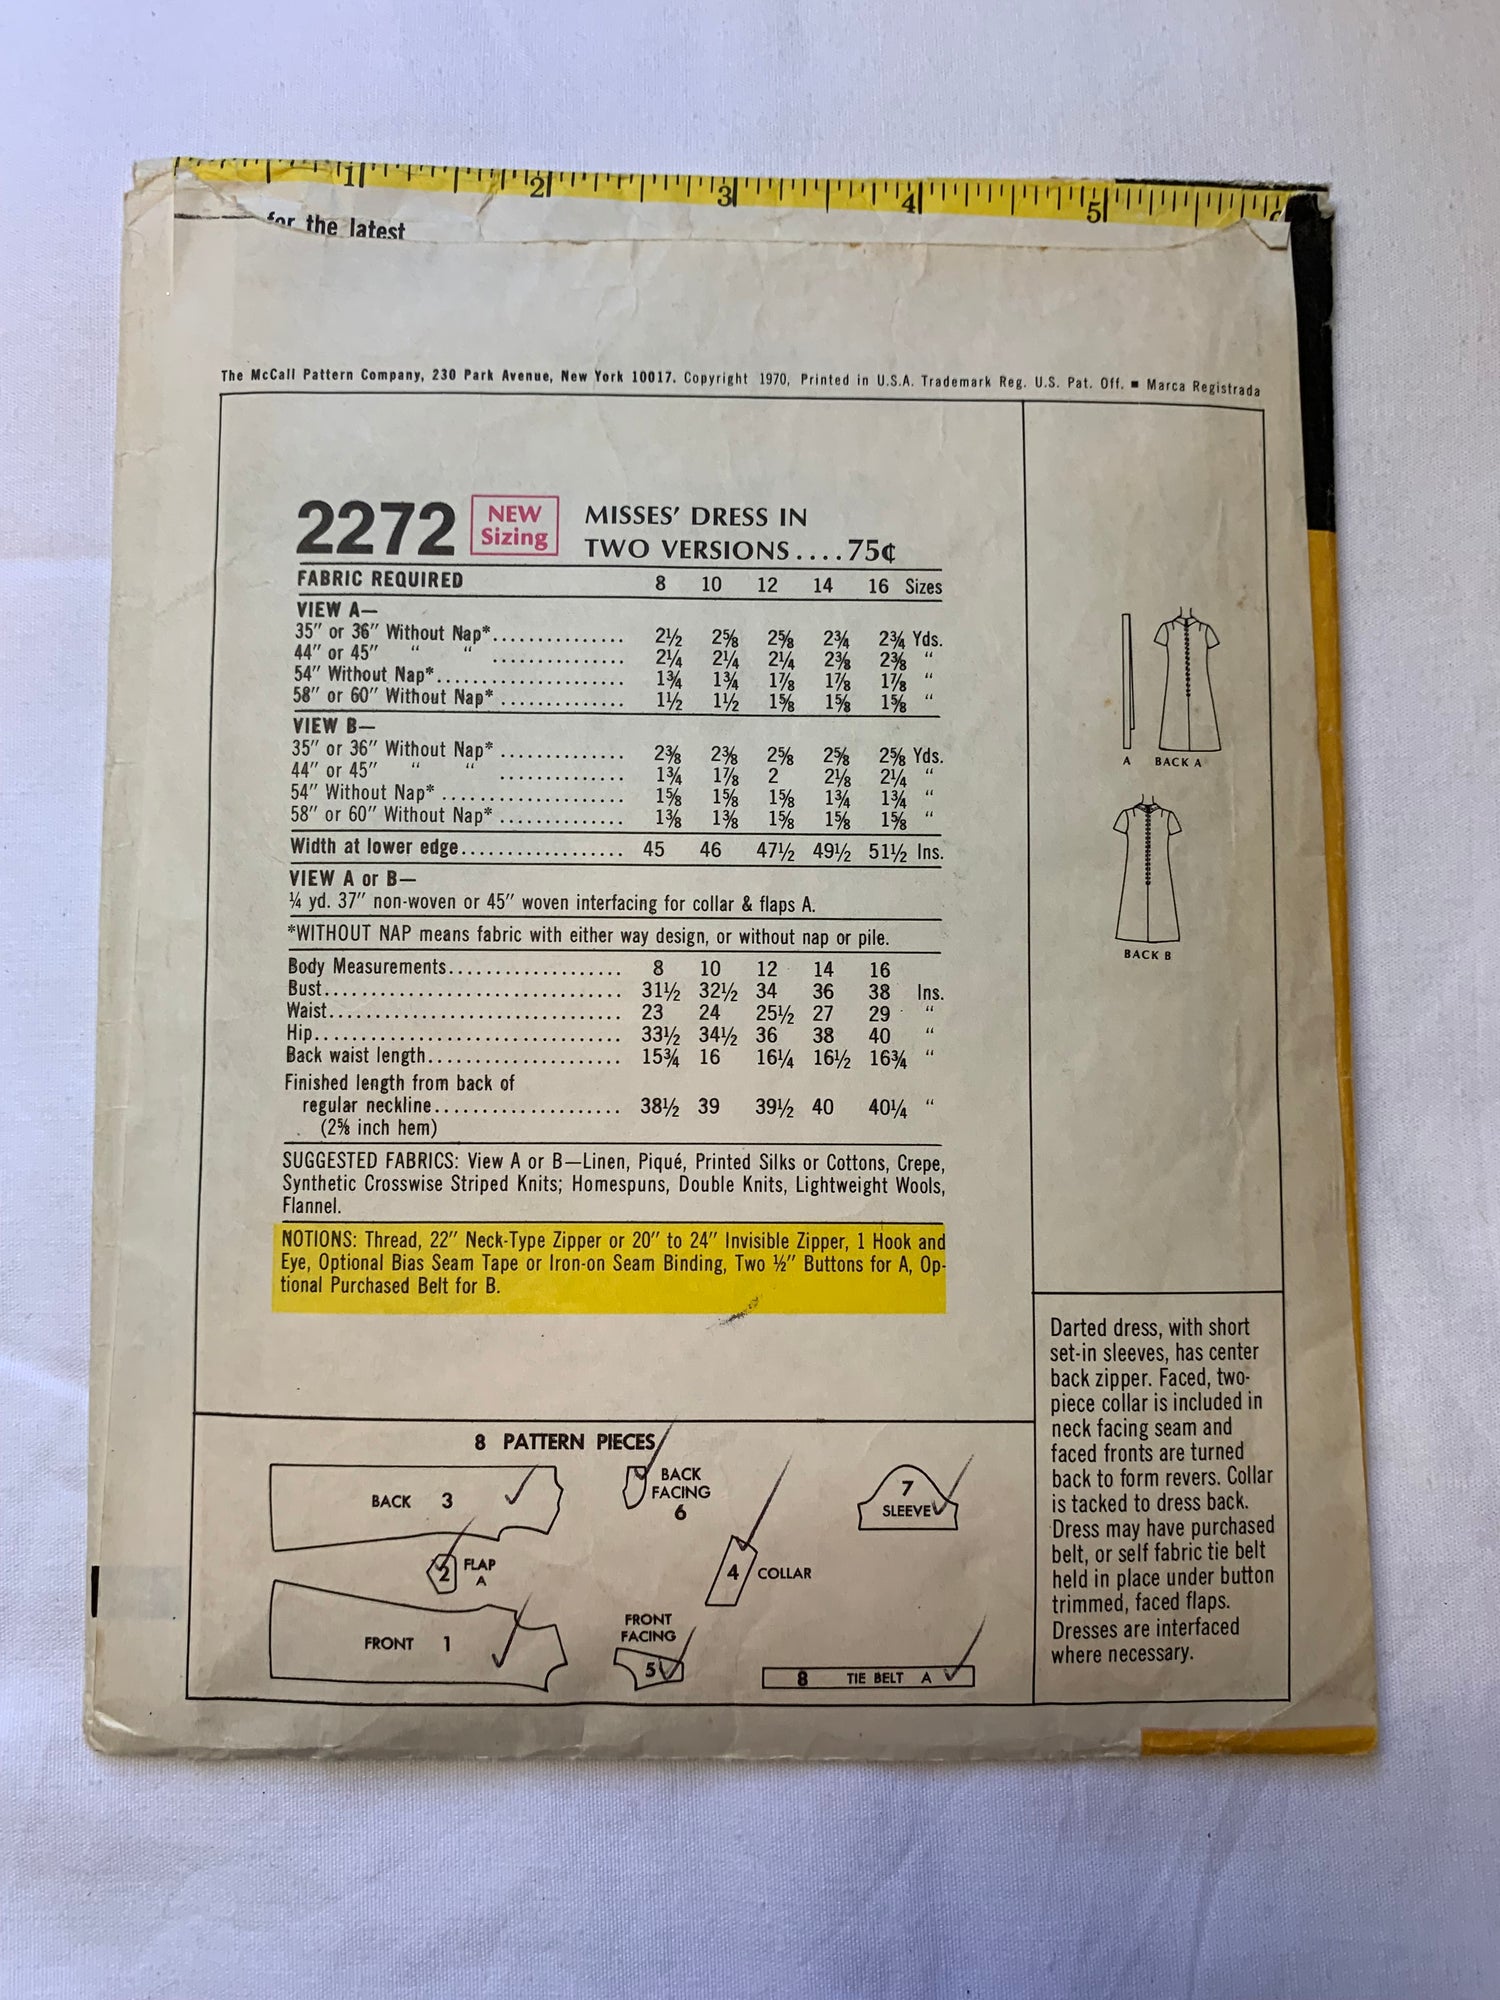 1 2 3 4 5
for the latest
The McCall Pattern Company, 230 Park Avenue, New York 10017. Copyright 1970, Printed in U.S.A. Trademark Reg. U.S. Pat. Off. ■ Marca Registrada
2272 NEW Sizing MISSES' DRESS IN
TWO VERSIONS....75¢
FABRIC REQUIRED 8 10 12 14 16 Sizes
VIEW A—
35" or 36" Without Nap*............... 2½ 2⅝ 2⅝ 2¾ 2¾ Yds.
44" or 45" " " ............... 2¼ 2¼ 2¼ 2⅜ 2⅜ "
54" Without Nap*...................... 1¾ 1¾ 1⅞ 1⅞ 1⅞ "
58" or 60" Without Nap*.............. 1½ 1½ 1⅝ 1⅝ 1⅝ "
VIEW B—
35" or 36" Without Nap*.............. 2⅜ 2⅜ 2⅝ 2⅝ 2⅝ Yds.
44" or 45" " " .............. 1¾ 1⅞ 2 2⅛ 2¼ "
54" Without Nap*..................... 1⅝ 1⅝ 1⅝ 1¾ 1¾ "
58" or 60" Without Nap*.............. 1⅜ 1⅜ 1⅝ 1⅝ 1⅝ "
Width at lower edge.................. 45 46 47½ 49½ 51½ Ins.
VIEW A or B—
¼ yd. 37" non-woven or 45" woven interfacing for collar & flaps A.
*WITHOUT NAP means fabric with either way design, or without nap or pile.
Body Measurements................... 8 10 12 14 16
Bust................................ 31½ 32½ 34 36 38 Ins.
Waist............................... 23 24 25½ 27 29 "
Hip................................. 33½ 34½ 36 38 40 "
Back waist length..................... 15¾ 16 16¼ 16½ 16¾ "
Finished length from back of
regular neckline.................... 38½ 39 39½ 40 40¼ "
(2⅝ inch hem)
SUGGESTED FABRICS: View A or B—Linen, Piqué, Printed Silks or Cottons, Crepe,
Synthetic Crosswise Striped Knits; Homespuns, Double Knits, Lightweight Wools,
Flannel.
NOTIONS: Thread, 22" Neck-Type Zipper or 20" to 24" Invisible Zipper, 1 Hook and
Eye, Optional Bias Seam Tape or Iron-on Seam Binding, Two ½" Buttons for A, Op-
tional Purchased Belt for B.
A BACK A
BACK B
Darted dress, with short
set-in sleeves, has center
back zipper. Faced, two-
piece collar is included in
neck facing seam and
faced fronts are turned
back to form revers. Collar
is tacked to dress back.
Dress may have purchased
belt, or self fabric tie belt
held in place under button
trimmed, faced flaps.
Dresses are interfaced
where necessary.
8 PATTERN PIECES
BACK 3
BACK
FACING
6
7
SLEEVE
2 FLAP
A
4 COLLAR
FRONT 1
FRONT
FACING
5
8 TIE BELT A